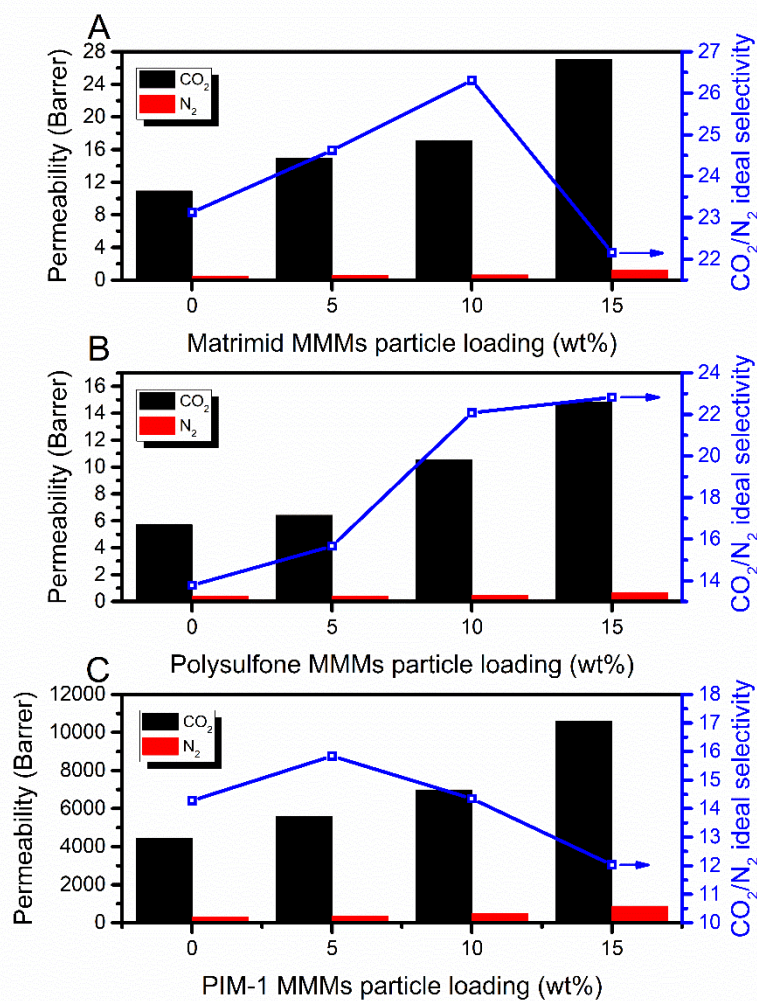 A
Permeability (Barrer)
28
24
20
16
12
8
4
0
CO₂
N₂
27
26
25
24
23
22
CO₂/N₂ ideal selectivity
0 5 10 15
Matrimid MMMs particle loading (wt%)
B
Permeability (Barrer)
16
14
12
10
8
6
4
2
0
CO₂
N₂
24
22
20
18
16
14
CO₂/N₂ ideal selectivity
0 5 10 15
Polysulfone MMMs particle loading (wt%)
C
Permeability (Barrer)
12000
10000
8000
6000
4000
2000
0
CO₂
N₂
18
17
16
15
14
13
12
11
10
CO₂/N₂ ideal selectivity
0 5 10 15
PIM-1 MMMs particle loading (wt%)